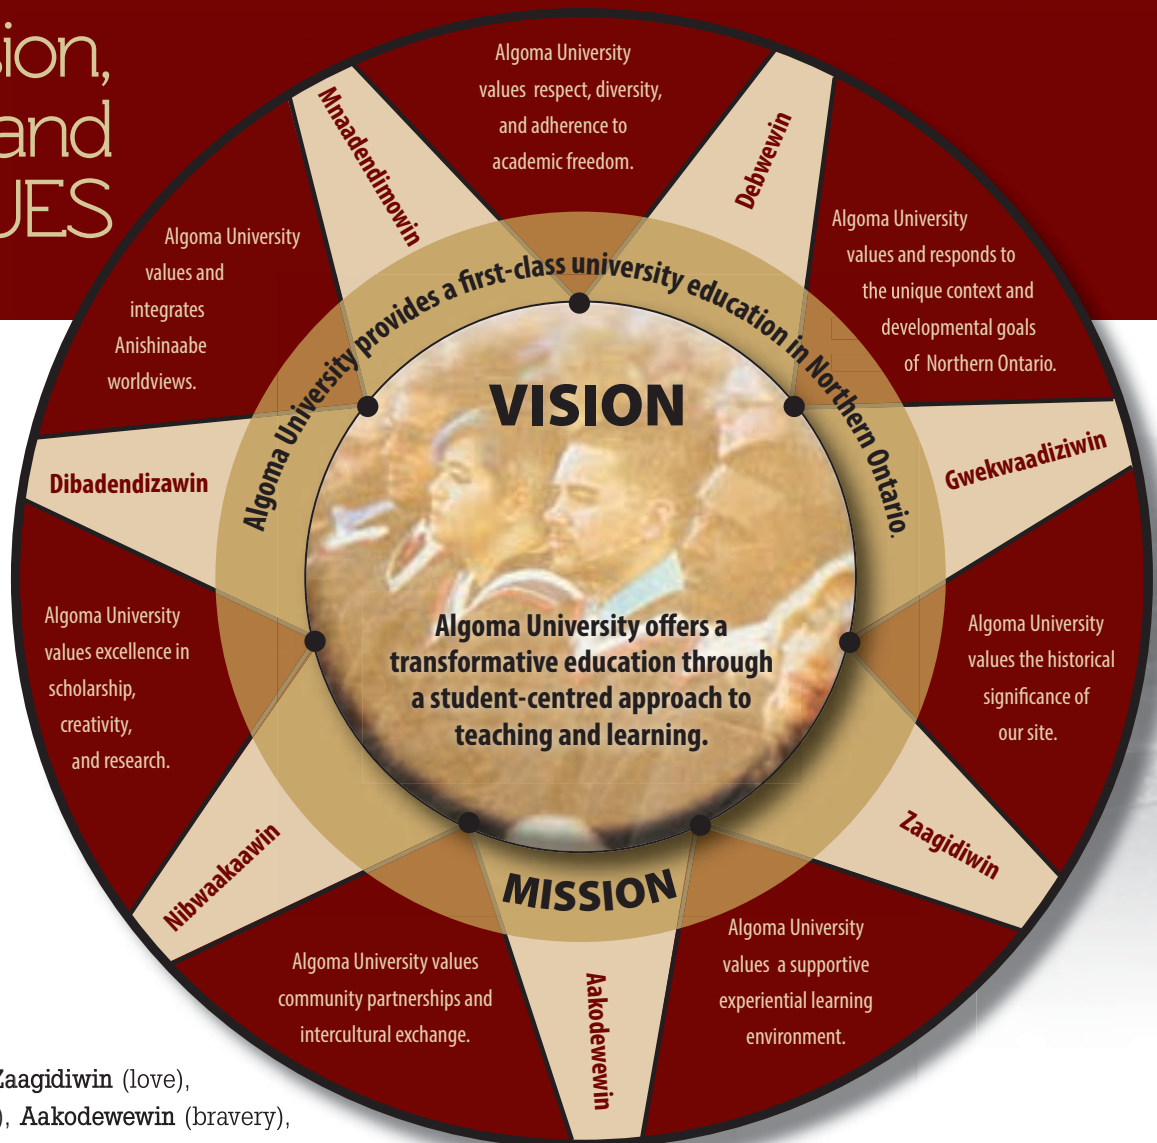 sion,
and
UES
Algoma University
values respect, diversity,
and adherence to
academic freedom.
Debwewin
Algoma University
values and responds to
the unique context and
developmental goals
of Northern Ontario.
Gwekwaadiziwin
Algoma University
values the historical
significance of
our site.
Zaagidiwin
Algoma University
values a supportive
experiential learning
environment.
Aakodewewin
Algoma University values
community partnerships and
intercultural exchange.
Nibwaakaawin
Algoma University
values excellence in
scholarship,
creativity,
and research.
Dibadendizawin
Algoma University
values and
integrates
Anishinaabe
worldviews.
Mnaadendimowin
Algoma University provides a first-class university education in Northern Ontario.
VISION
Algoma University offers a
transformative education through
a student-centred approach to
teaching and learning.
MISSION
Zaagidiwin (love),
), Aakodewewin (bravery),